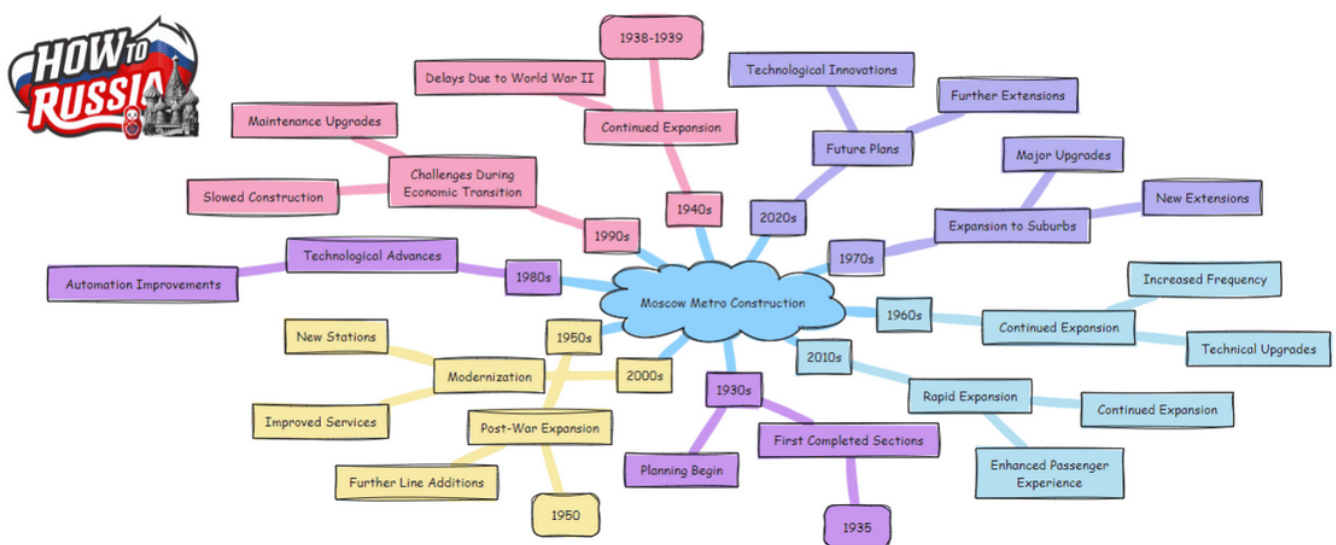 HOW TO
RUSSIA
1938-1939
Delays Due to World War II
Continued Expansion
1940s
Maintenance Upgrades
Challenges During
Economic Transition
Slowed Construction
1990s
Technological Advances
Automation Improvements
1980s
Technological Innovations
Further Extensions
Future Plans
2020s
Major Upgrades
New Extensions
Expansion to Suburbs
1970s
Moscow Metro Construction
Increased Frequency
1960s
Continued Expansion
Technical Upgrades
2010s
Rapid Expansion
Continued Expansion
Enhanced Passenger
Experience
1950s
New Stations
Modernization
2000s
Improved Services
Post-War Expansion
Further Line Additions
1950
1930s
First Completed Sections
Planning Begin
1935